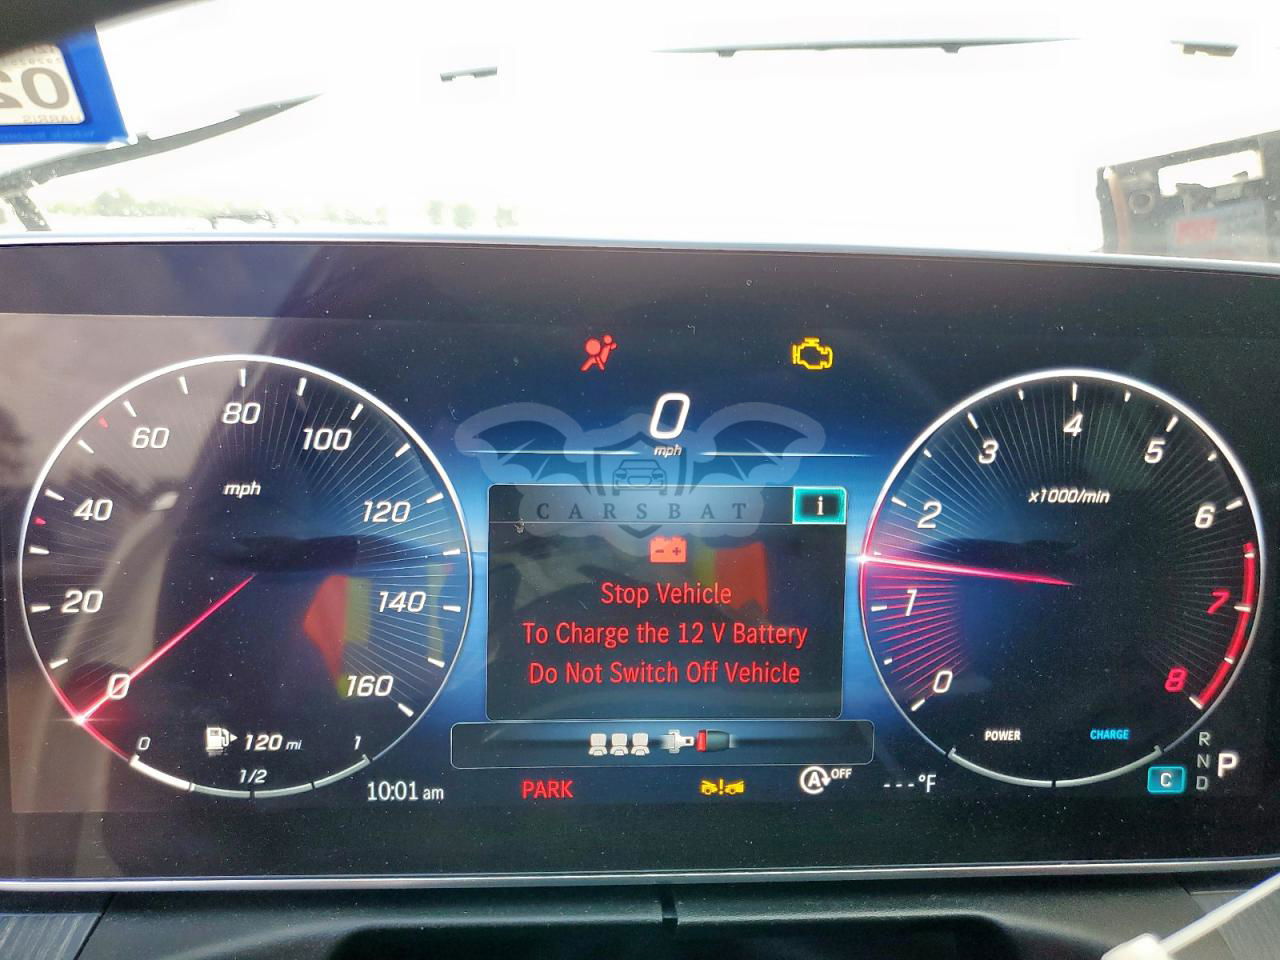 02
HARRIS
0
mph
80
60
100
mph
40
120
20
140
0
160
0
120 mi
1
1/2
10:01 am
CARSBAT
i
Stop Vehicle
To Charge the 12 V Battery
Do Not Switch Off Vehicle
PARK
A OFF
---°F
4
3
5
x1000/min
2
6
1
7
0
8
POWER
CHARGE
R
N
D
P
C